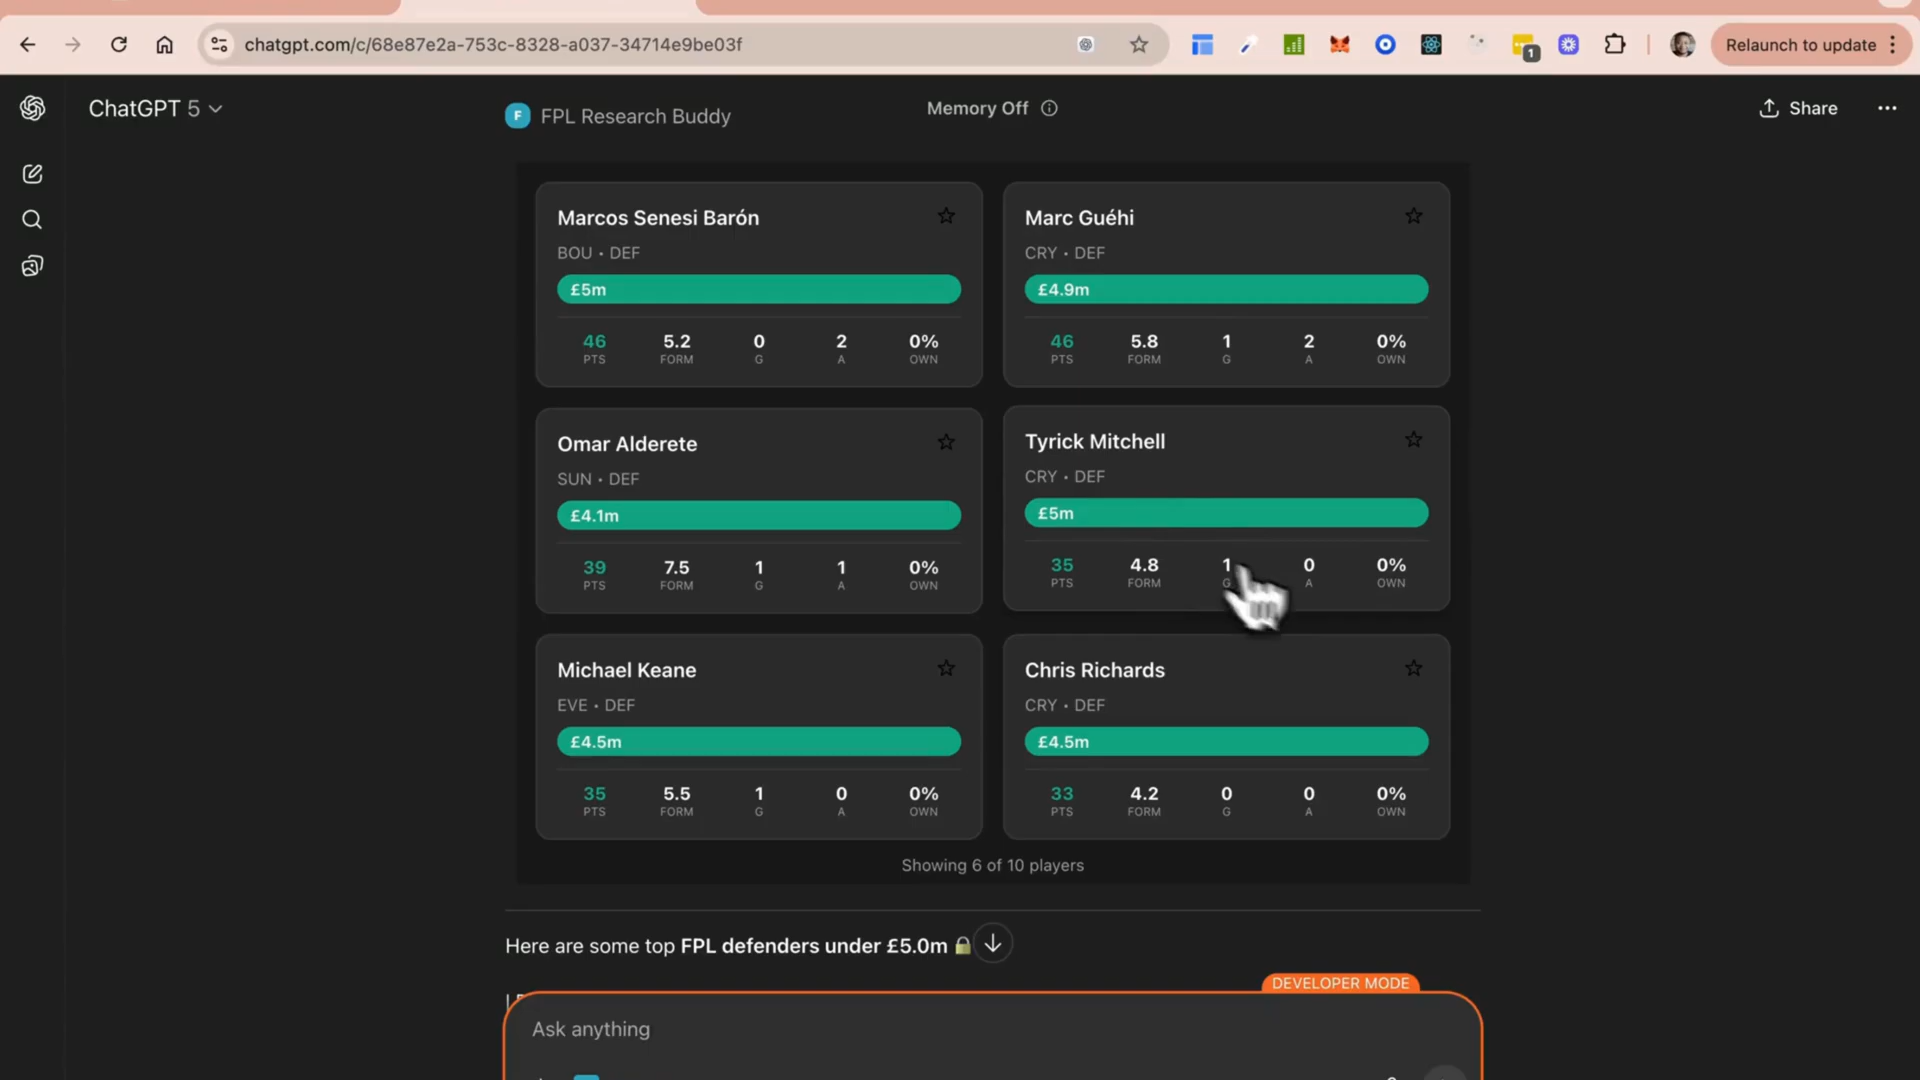 chatgpt.com/c/68e87e2a-753c-8328-a037-34714e9be03f
1
Relaunch to update
ChatGPT 5
FPL Research Buddy
Memory Off
Share
Marcos Senesi Barón
BOU • DEF
£5m
46 5.2 0 2 0%
PTS FORM G A OWN
Marc Guéhi
CRY • DEF
£4.9m
46 5.8 1 2 0%
PTS FORM G A OWN
Omar Alderete
SUN • DEF
£4.1m
39 7.5 1 1 0%
PTS FORM G A OWN
Tyrick Mitchell
CRY • DEF
£5m
35 4.8 1 0 0%
PTS FORM G A OWN
Michael Keane
EVE • DEF
£4.5m
35 5.5 1 0 0%
PTS FORM G A OWN
Chris Richards
CRY • DEF
£4.5m
33 4.2 0 0 0%
PTS FORM G A OWN
Showing 6 of 10 players
Here are some top FPL defenders under £5.0m 🔒
DEVELOPER MODE
Ask anything